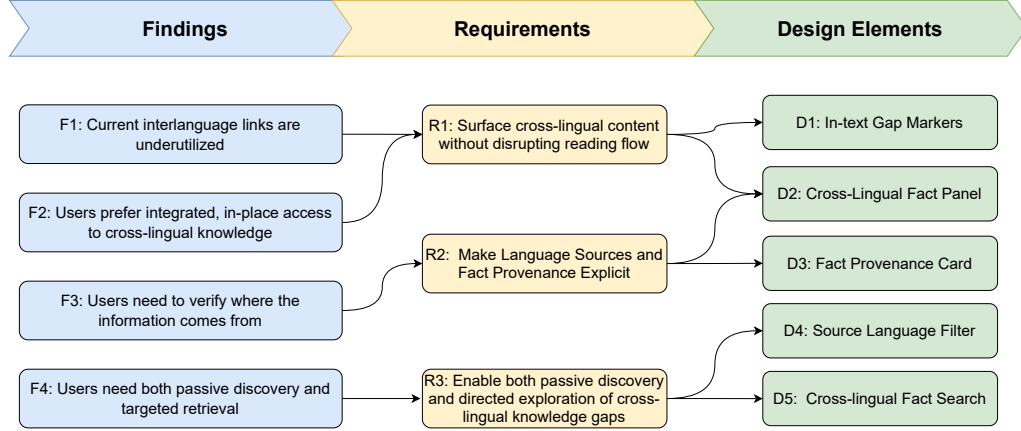 Findings
Requirements
Design Elements
F1: Current interlanguage links are
underutilized
F2: Users prefer integrated, in-place access
to cross-lingual knowledge
F3: Users need to verify where the
information comes from
F4: Users need both passive discovery and
targeted retrieval
R1: Surface cross-lingual content
without disrupting reading flow
R2:  Make Language Sources and
Fact Provenance Explicit
R3: Enable both passive discovery
and directed exploration of cross-
lingual knowledge gaps
D1: In-text Gap Markers
D2: Cross-Lingual Fact Panel
D3: Fact Provenance Card
D4: Source Language Filter
D5:  Cross-lingual Fact Search